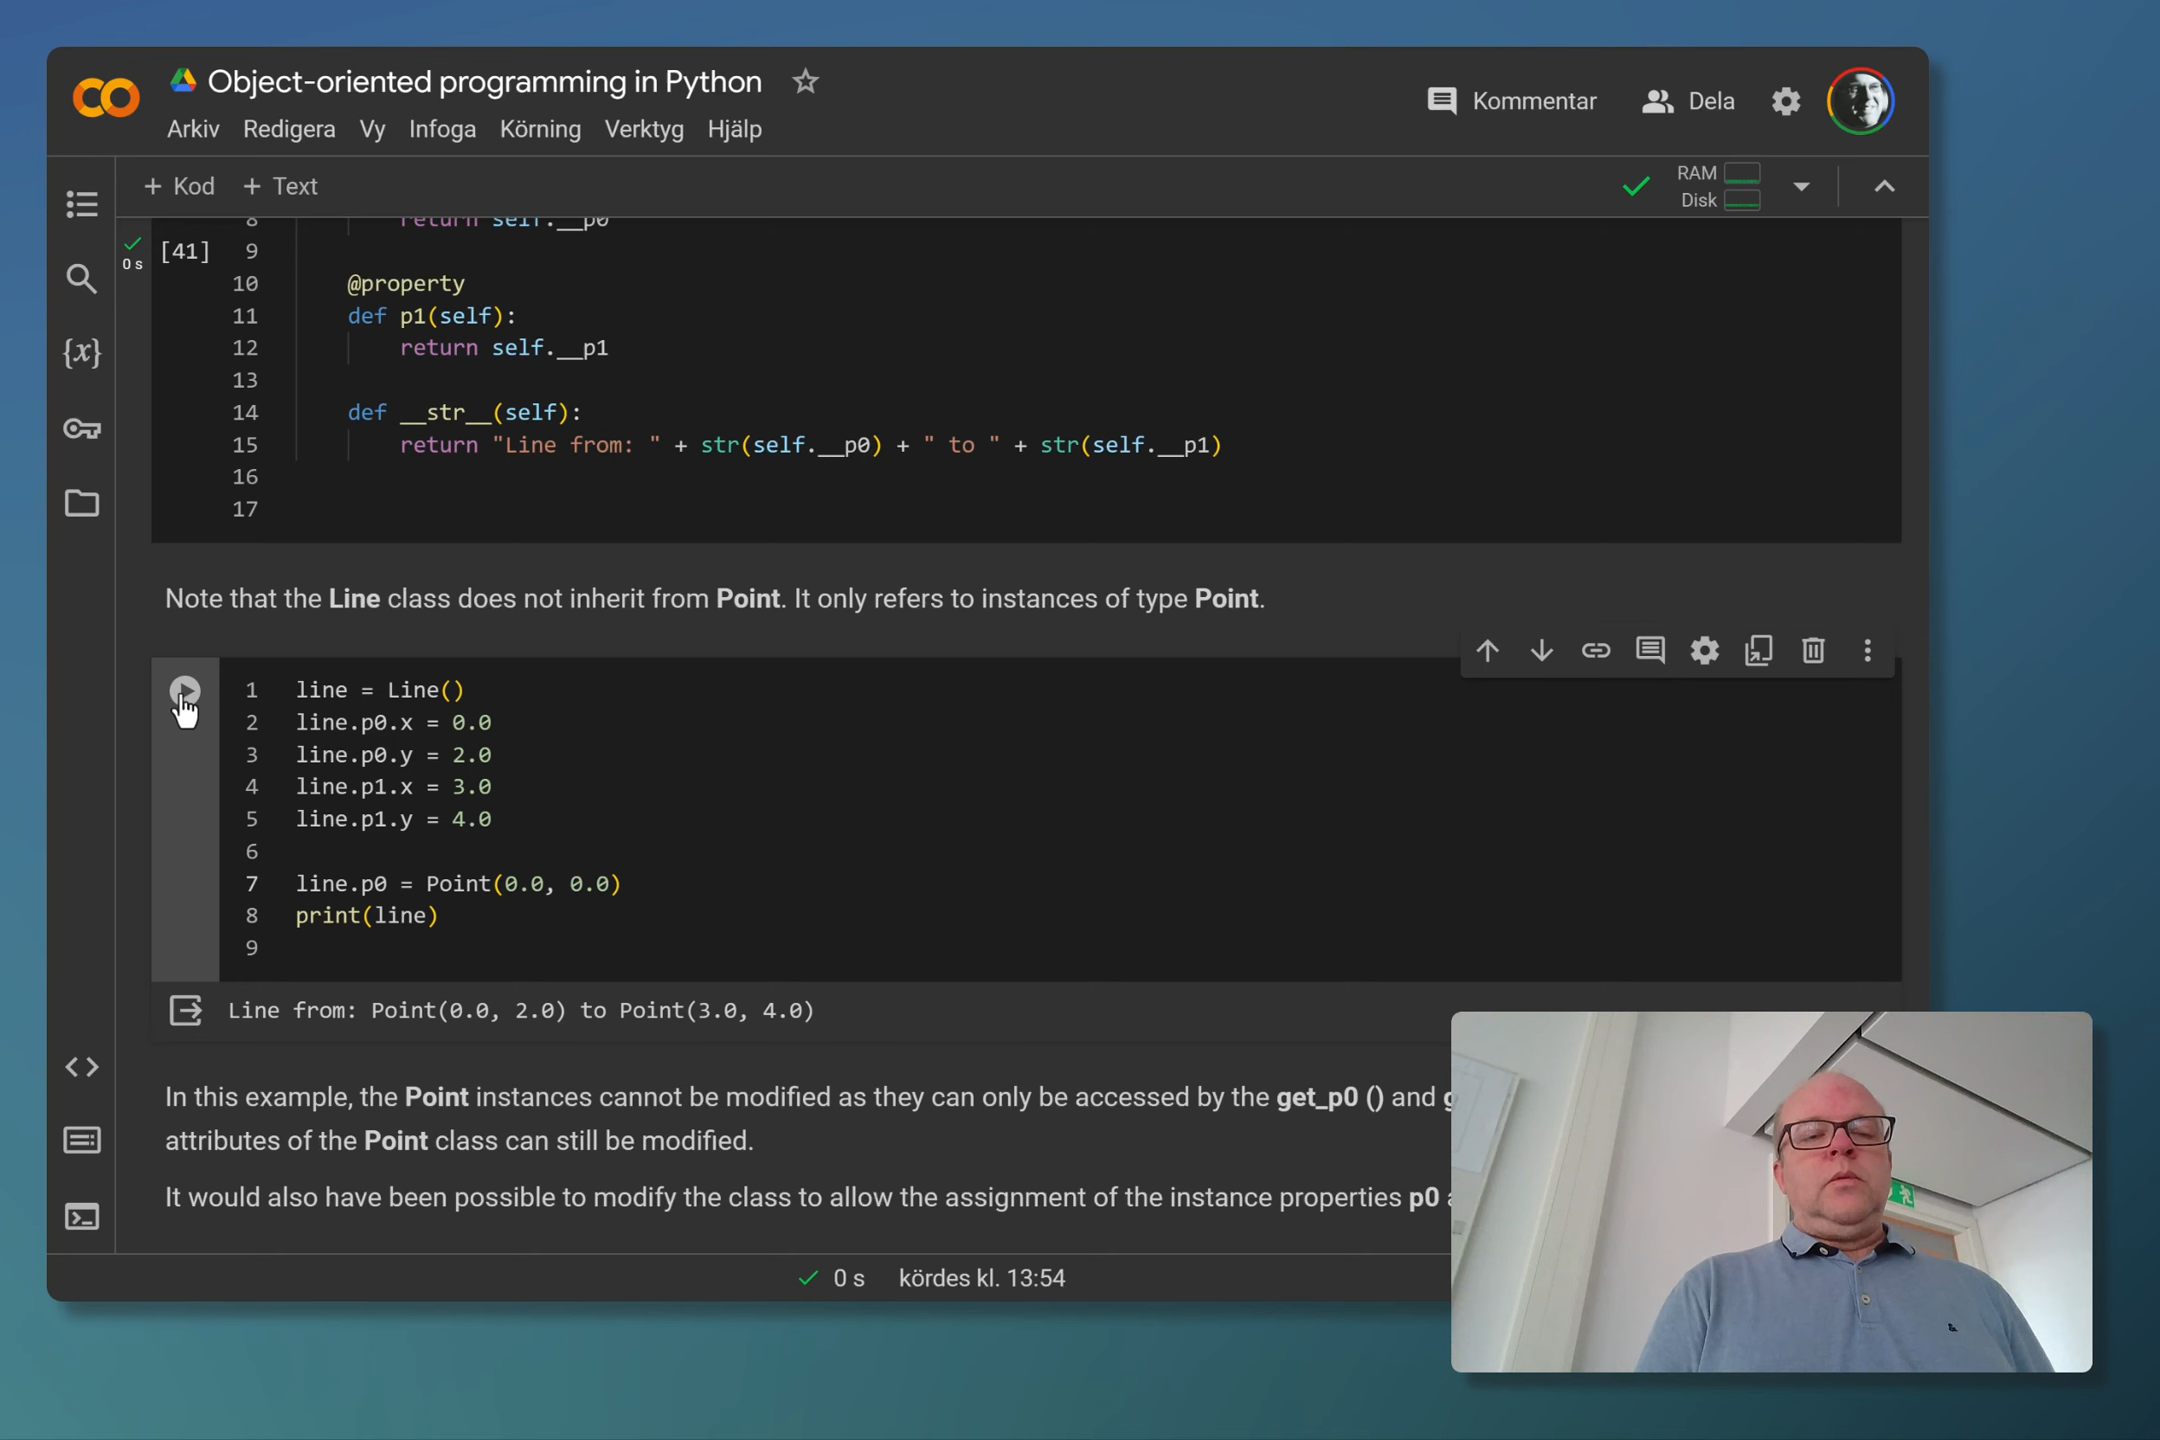 Object-oriented programming in Python
Kommentar
Dela
Arkiv Redigera Vy Infoga Körning Verktyg Hjälp
+ Kod + Text
RAM
Disk
8 return self.__p0
0 s
[41] 9
10 @property
11 def p1(self):
12 return self.__p1
13
14 def __str__(self):
15 return "Line from: " + str(self.__p0) + " to " + str(self.__p1)
16
17
Note that the Line class does not inherit from Point. It only refers to instances of type Point.
1 line = Line()
2 line.p0.x = 0.0
3 line.p0.y = 2.0
4 line.p1.x = 3.0
5 line.p1.y = 4.0
6
7 line.p0 = Point(0.0, 0.0)
8 print(line)
9
Line from: Point(0.0, 2.0) to Point(3.0, 4.0)
In this example, the Point instances cannot be modified as they can only be accessed by the get_p0 () and
attributes of the Point class can still be modified.
It would also have been possible to modify the class to allow the assignment of the instance properties p0
0 s kördes kl. 13:54